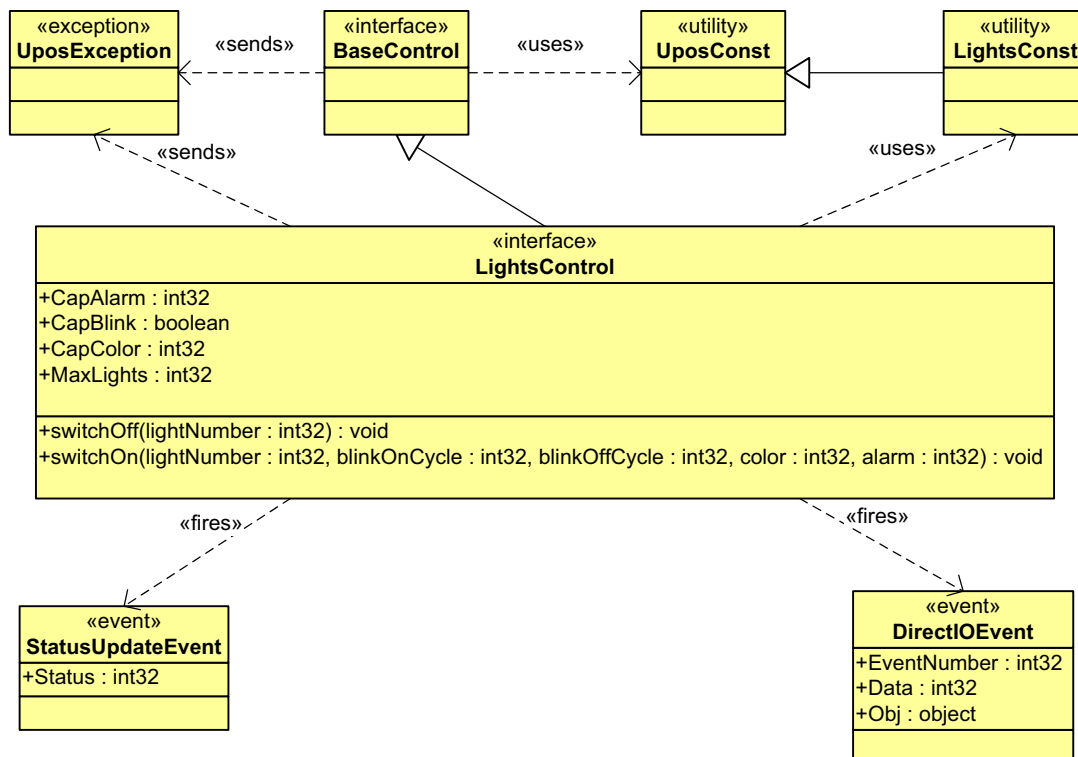 «exception»
UposException
«sends»
«interface»
BaseControl
«uses»
«utility»
UposConst
«utility»
LightsConst
«sends»
«uses»
«interface»
LightsControl
+CapAlarm : int32
+CapBlink : boolean
+CapColor : int32
+MaxLights : int32
+switchOff(lightNumber : int32) : void
+switchOn(lightNumber : int32, blinkOnCycle : int32, blinkOffCycle : int32, color : int32, alarm : int32) : void
«fires»
«fires»
«event»
StatusUpdateEvent
+Status : int32
«event»
DirectIOEvent
+EventNumber : int32
+Data : int32
+Obj : object